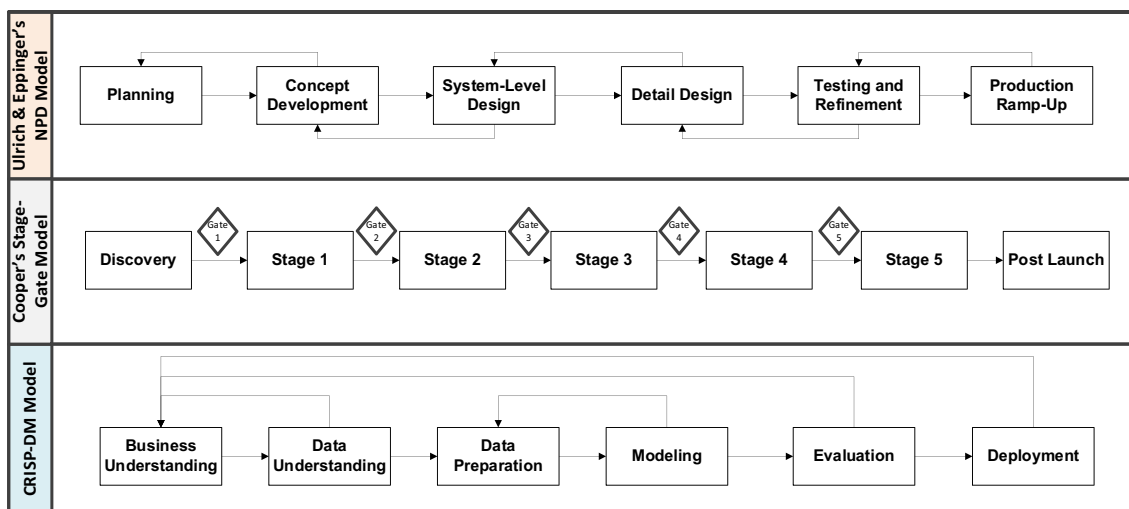 Ulrich & Eppinger's
NPD Model
Planning
Concept
Development
System-Level
Design
Detail Design
Testing and
Refinement
Production
Ramp-Up
Cooper's Stage-
Gate Model
Discovery
Gate
1
Stage 1
Gate
2
Stage 2
Gate
3
Stage 3
Gate
4
Stage 4
Gate
5
Stage 5
Post Launch
CRISP-DM Model
Business
Understanding
Data
Understanding
Data
Preparation
Modeling
Evaluation
Deployment